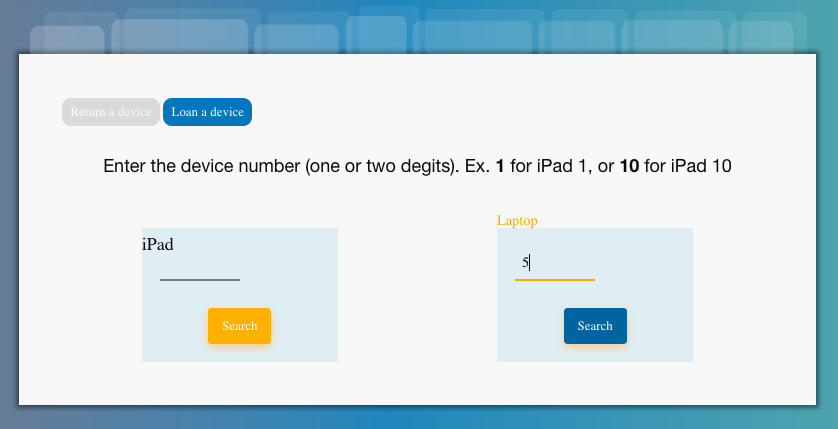 Return a device Loan a device
Enter the device number (one or two degits). Ex. 1 for iPad 1, or 10 for iPad 10
Laptop
iPad
5
Search Search